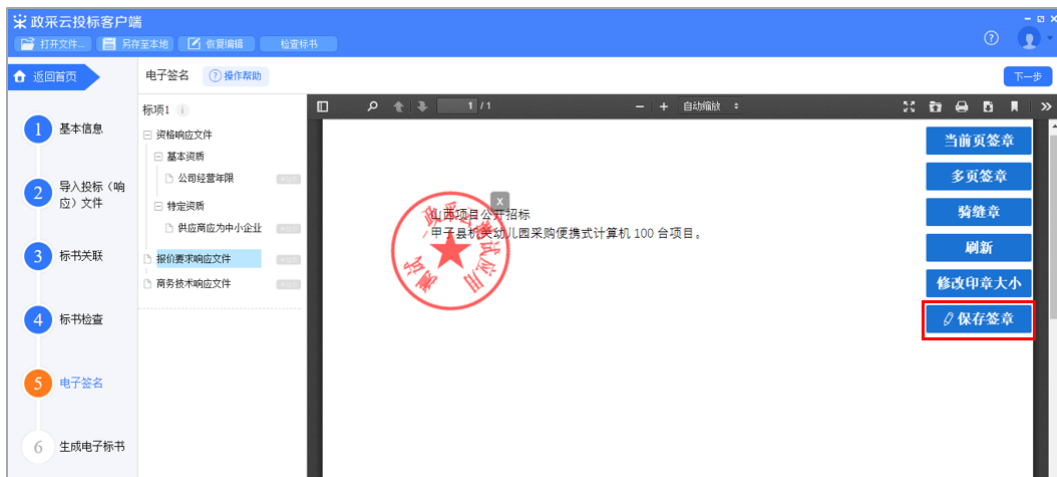 政采云投标客户端
打开文件... 另存至本地 恢复编辑 检查标书
返回首页
电子签名 操作帮助 下一步
1 基本信息
2 导入投标（响应）文件
3 标书关联
4 标书检查
5 电子签名
6 生成电子标书
标项1
资格响应文件
基本资质
公司经营年限
特定资质
供应商应为中小企业
报价要求响应文件
商务技术响应文件
1 / 1 自动缩放
山西项目公开招标
甲子县机关幼儿园采购便携式计算机 100 台项目。
政采云测试应用
测试
X
当前页签章
多页签章
骑缝章
刷新
修改印章大小
保存签章